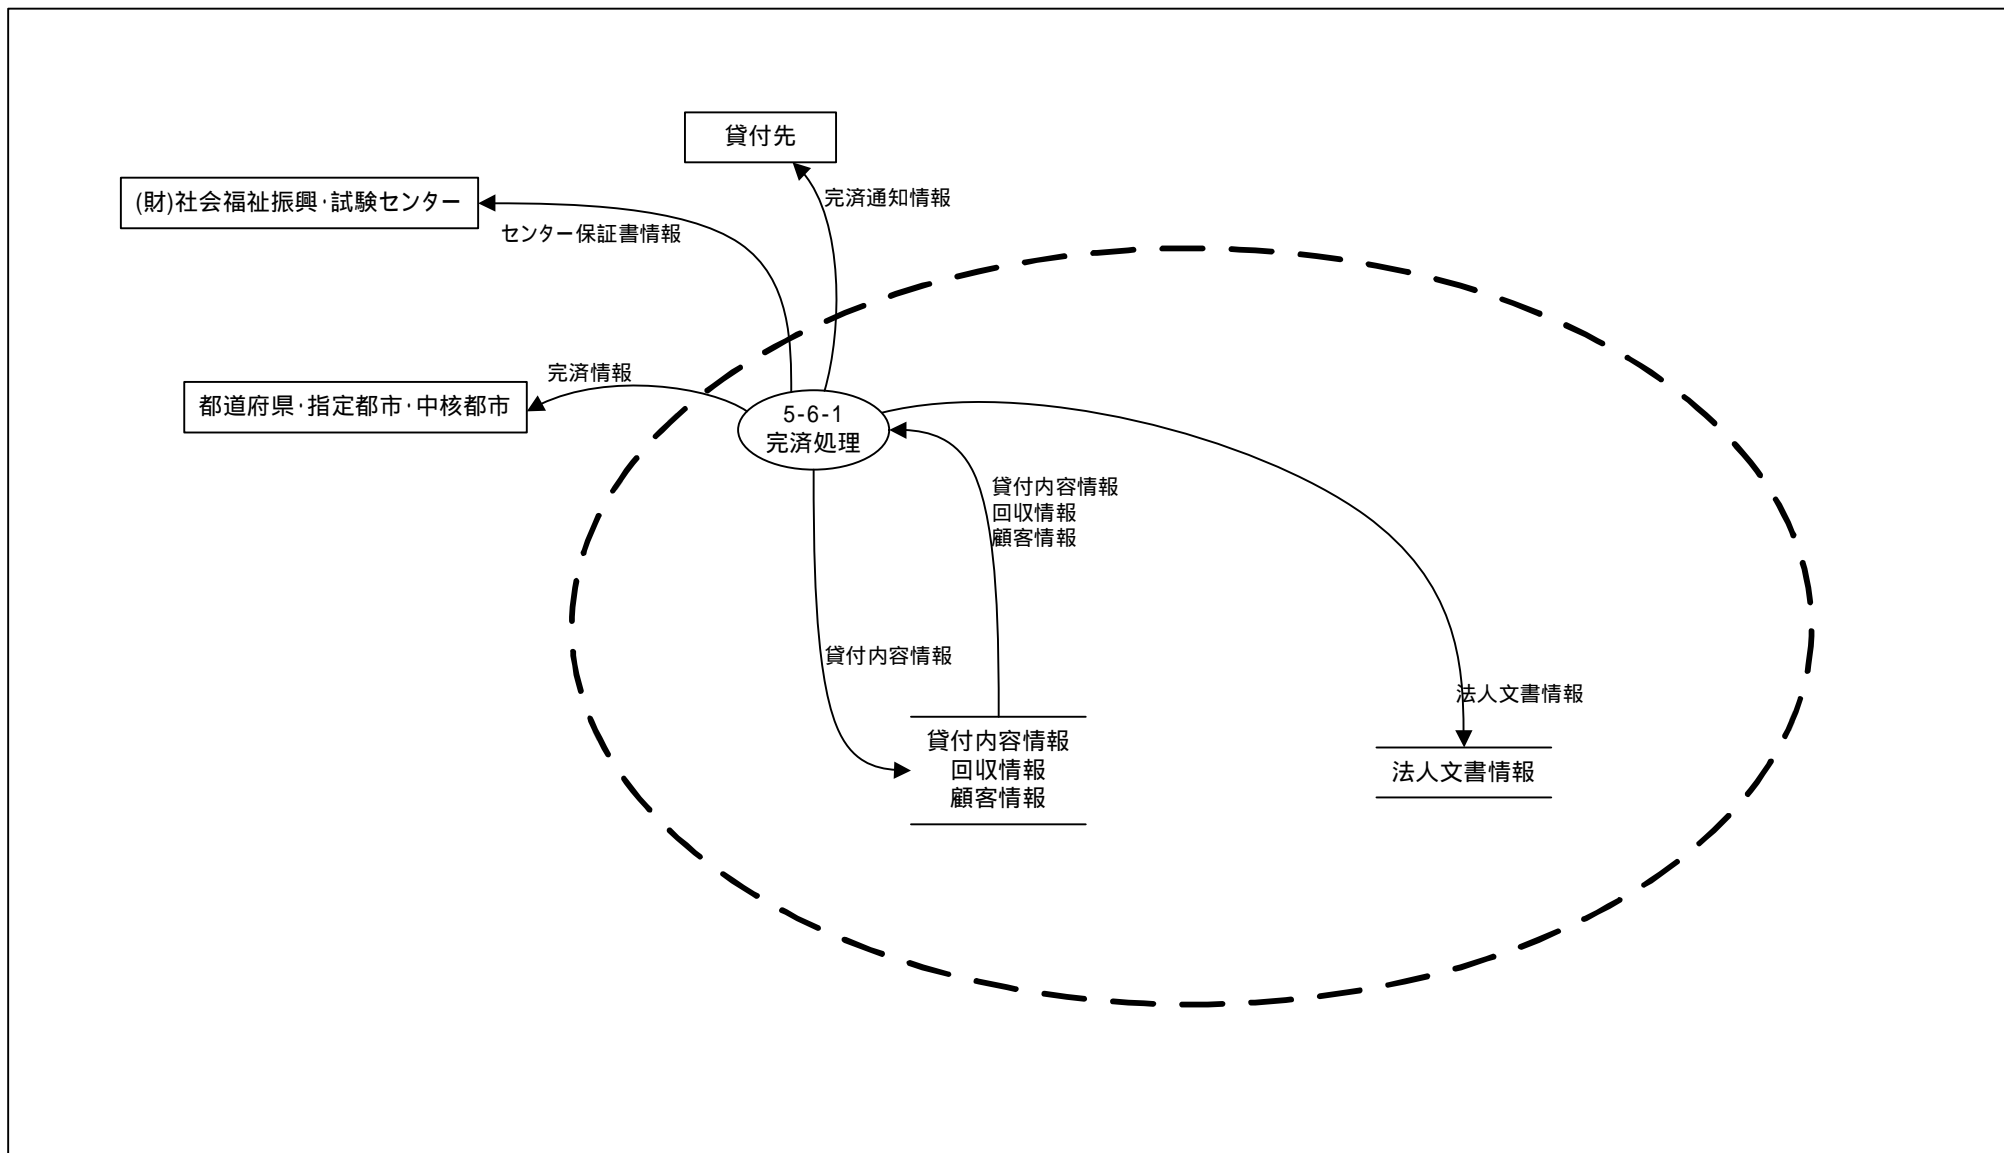 貸付先
(財)社会福祉振興・試験センター
完済通知情報
センター保証書情報
完済情報
都道府県・指定都市・中核都市
5-6-1
完済処理
貸付内容情報
回収情報
顧客情報
貸付内容情報
法人文書情報
貸付内容情報
回収情報
顧客情報
法人文書情報